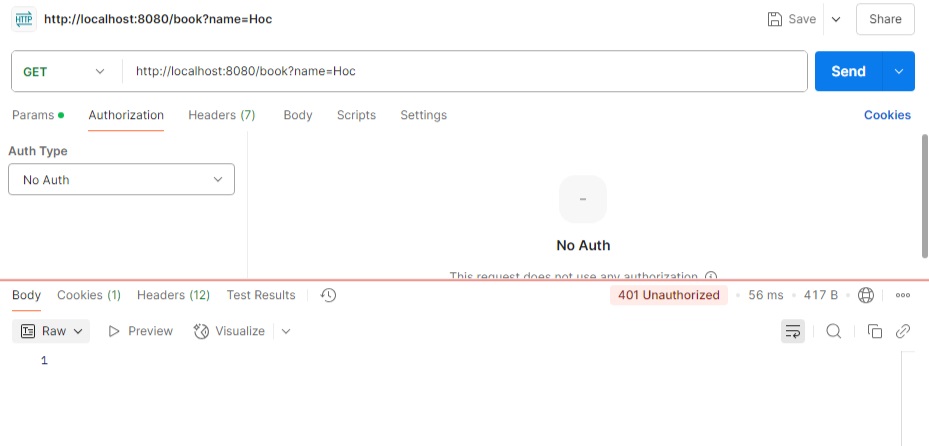 HTTP http://localhost:8080/book?name=Hoc Save Share
GET http://localhost:8080/book?name=Hoc Send
Params Authorization Headers (7) Body Scripts Settings Cookies
Auth Type
No Auth
No Auth
This request does not use any authorization.
Body Cookies (1) Headers (12) Test Results 401 Unauthorized • 56 ms • 417 B •
Raw Preview Visualize
1